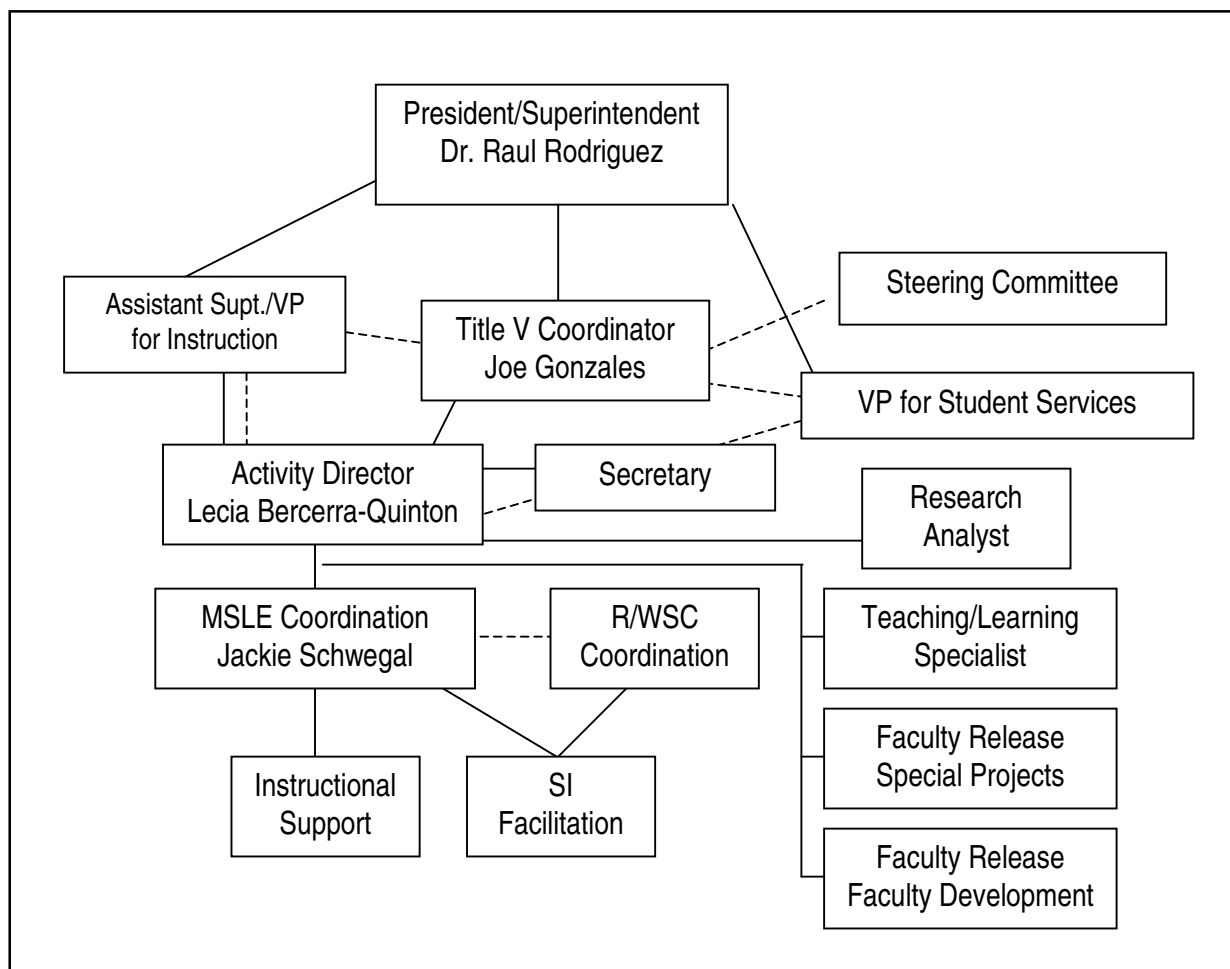 President/Superintendent
Dr. Raul Rodriguez
Assistant Supt./VP
for Instruction
Title V Coordinator
Joe Gonzales
Steering Committee
VP for Student Services
Activity Director
Lecia Bercerra-Quinton
Secretary
Research
Analyst
MSLE Coordination
Jackie Schwegal
R/WSC
Coordination
Teaching/Learning
Specialist
Faculty Release
Special Projects
Instructional
Support
SI
Facilitation
Faculty Release
Faculty Development